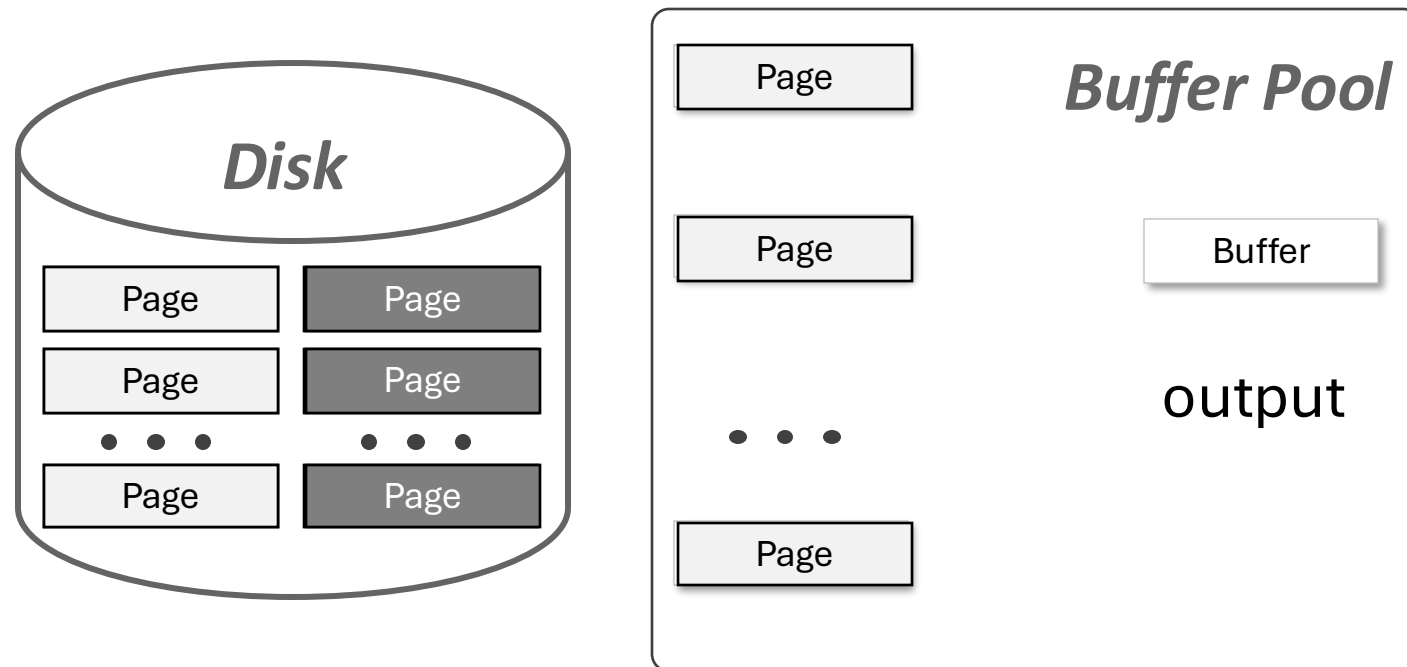 Disk
Page Page
Page Page
Page Page
Buffer Pool
Page
Page
Buffer
output
Page